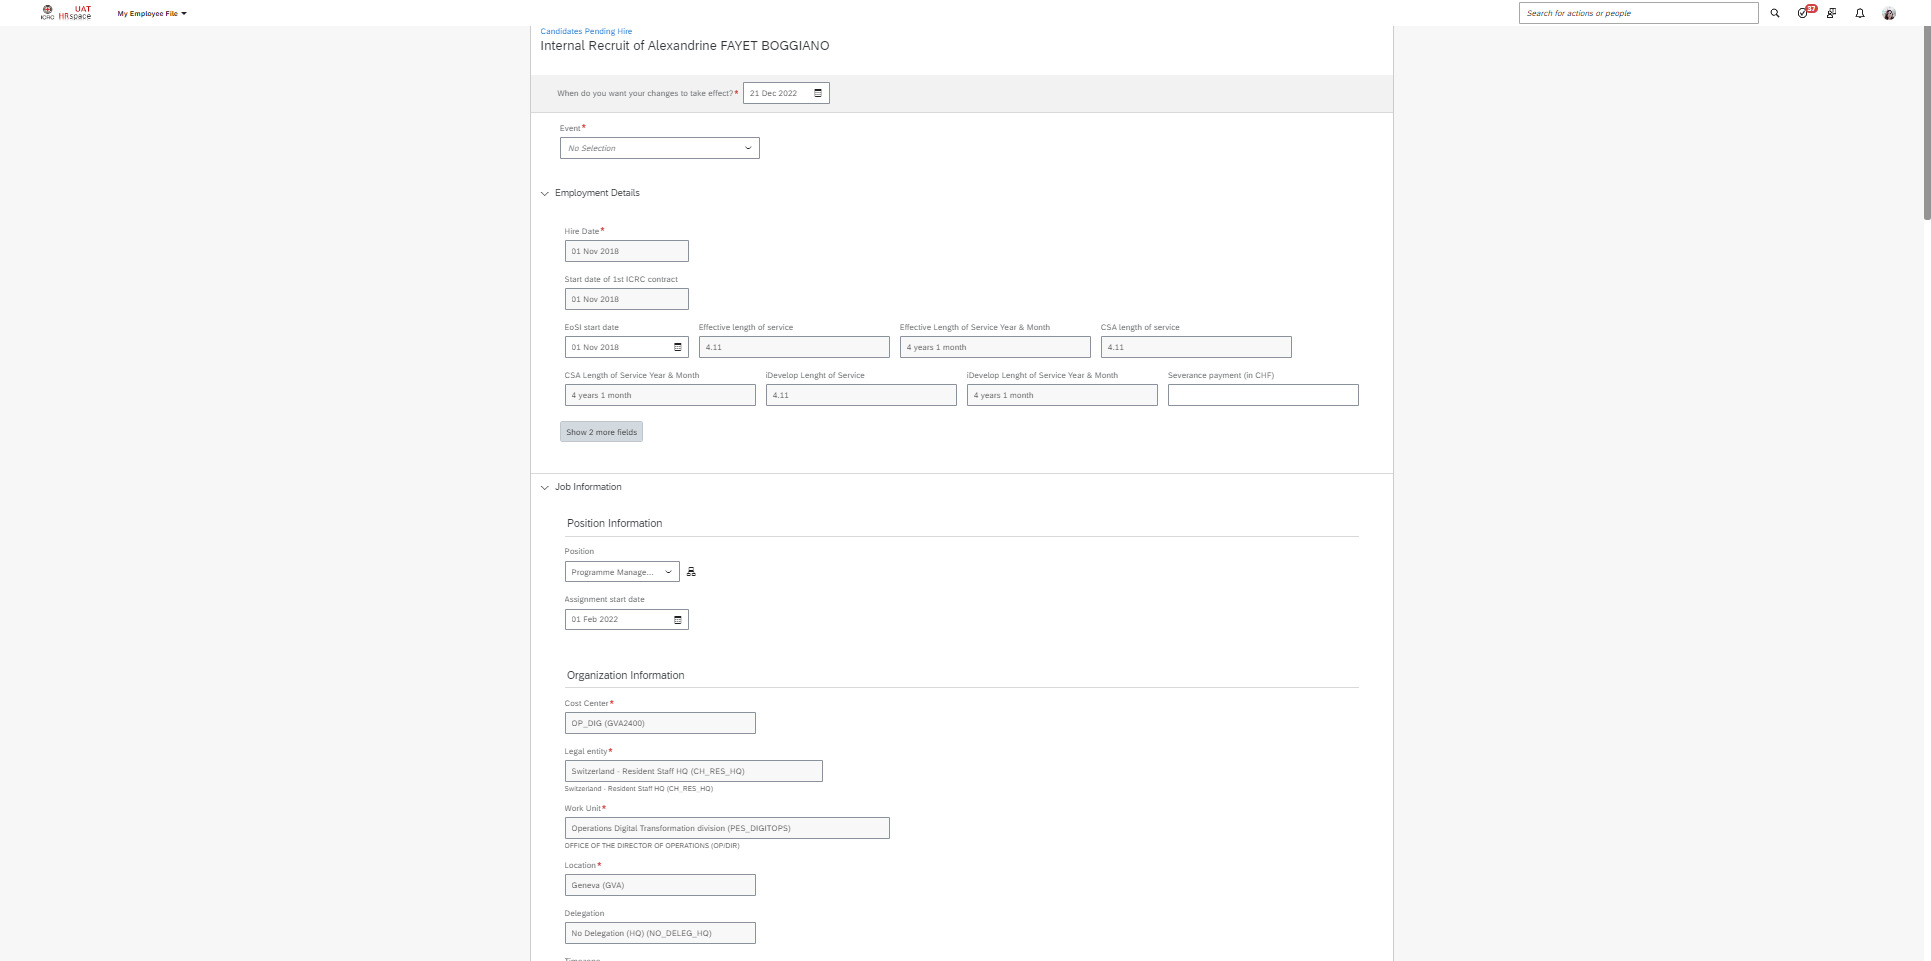 ICRC UAT HRspace My Employee File Search for actions or people 37
Candidates Pending Hire
Internal Recruit of Alexandrine FAYET BOGGIANO
When do you want your changes to take effect?* 21 Dec 2022
Event*
No Selection
Employment Details
Hire Date*
01 Nov 2018
Start date of 1st ICRC contract
01 Nov 2018
EoSI start date Effective length of service Effective Length of Service Year & Month CSA length of service
01 Nov 2018 4.11 4 years 1 month 4.11
CSA Length of Service Year & Month iDevelop Lenght of Service iDevelop Lenght of Service Year & Month Severance payment (in CHF)
4 years 1 month 4.11 4 years 1 month
Show 2 more fields
Job Information
Position Information
Position
Programme Manage...
Assignment start date
01 Feb 2022
Organization Information
Cost Center*
OP_DIG (GVA2400)
Legal entity*
Switzerland - Resident Staff HQ (CH_RES_HQ)
Switzerland - Resident Staff HQ (CH_RES_HQ)
Work Unit*
Operations Digital Transformation division (PES_DIGITOPS)
OFFICE OF THE DIRECTOR OF OPERATIONS (OP/DIR)
Location*
Geneva (GVA)
Delegation
No Delegation (HQ) (NO_DELEG_HQ)
Timezone